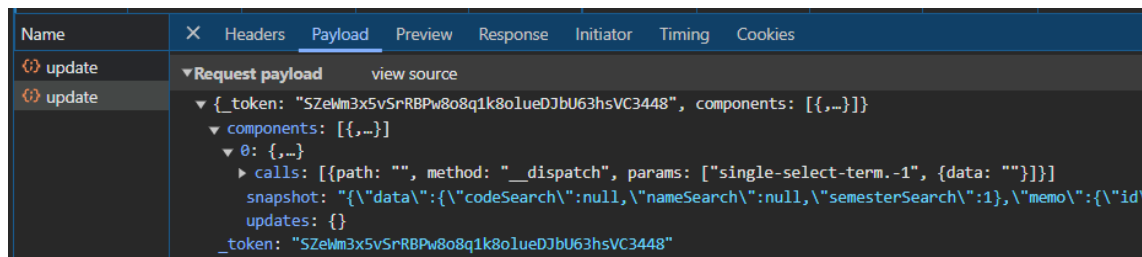 Name
Headers Payload Preview Response Initiator Timing Cookies
update
▼Request payload view source
update
▼ {_token: "SZeWm3x5vSrRBPw8o8q1k8olueDJbU63hsVC3448", components: [{,…}]}
▼ components: [{,…}]
▼ 0: {,…}
▶ calls: [{path: "", method: "__dispatch", params: ["single-select-term.-1", {data: ""}]}]
snapshot: "{\"data\":{\"codeSearch\":null,\"nameSearch\":null,\"semesterSearch\":1},\"memo\":{\"id\
updates: {}
_token: "SZeWm3x5vSrRBPw8o8q1k8olueDJbU63hsVC3448"